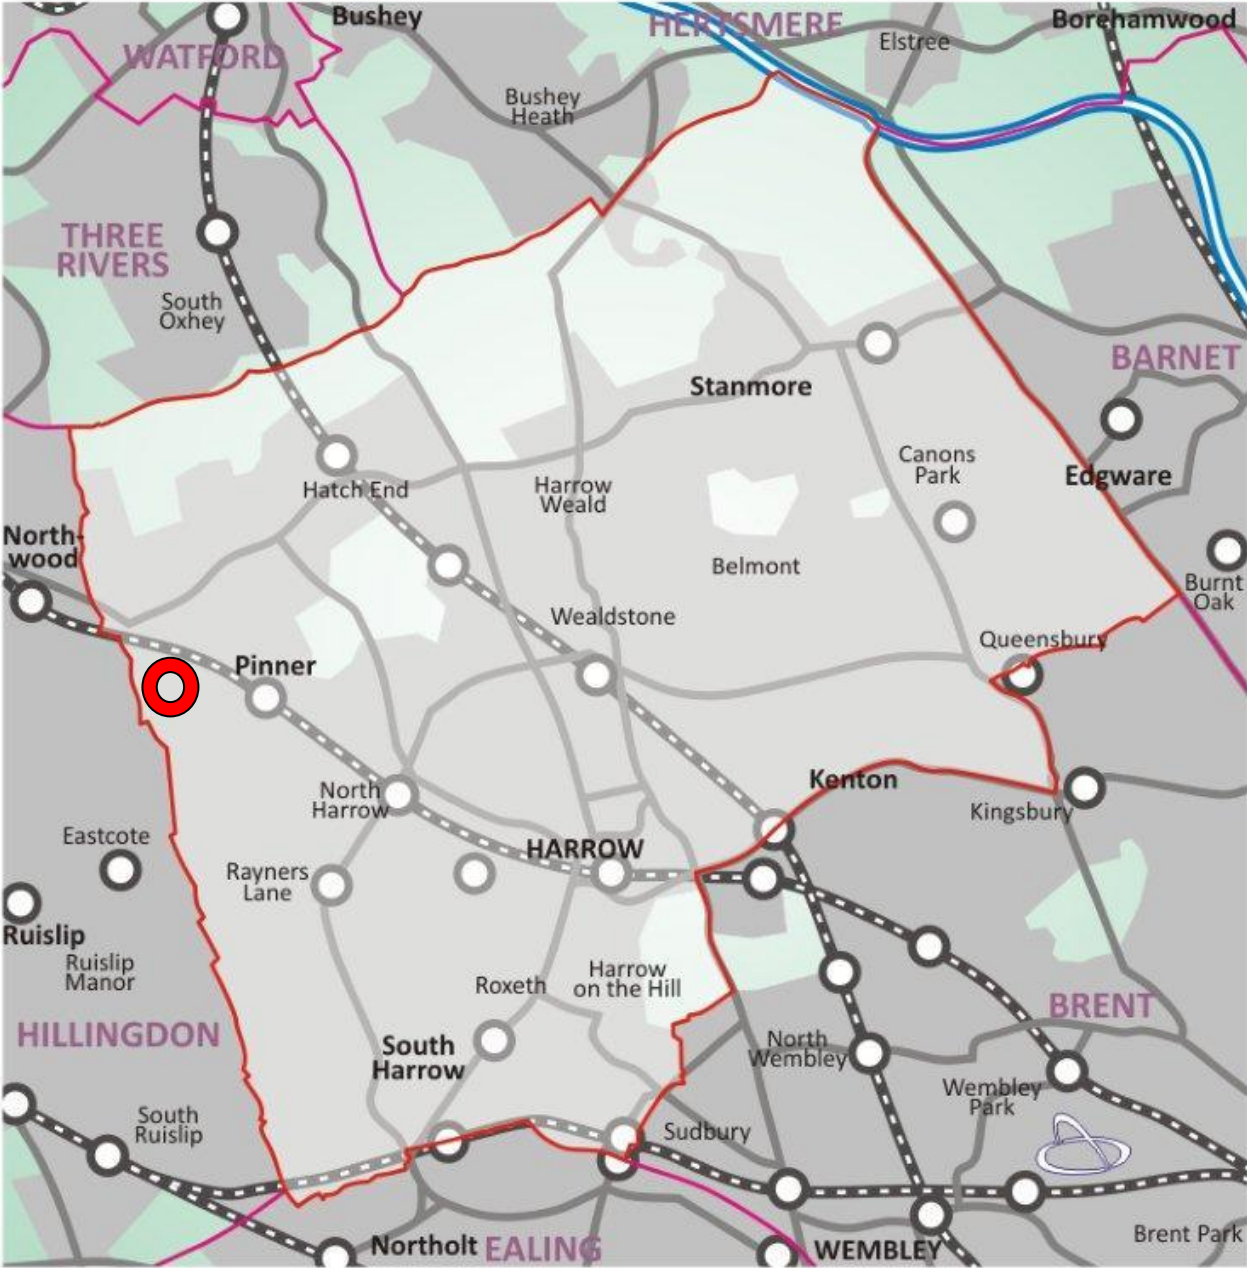 Bushey
HERTSMERE
Borehamwood
WATFORD
Elstree
Bushey
Heath
THREE
RIVERS
South
Oxhey
BARNET
Stanmore
Canons
Park
Edgware
Hatch End
Harrow
Weald
North-
wood
Belmont
Burnt
Oak
Wealdstone
Queensbury
Pinner
Kenton
North
Harrow
Kingsbury
Eastcote
HARROW
Rayners
Lane
Ruislip
Ruislip
Manor
Harrow
on the Hill
Roxeth
BRENT
HILLINGDON
South
Harrow
North
Wembley
Wembley
Park
South
Ruislip
Sudbury
Brent Park
Northolt
EALING
WEMBLEY